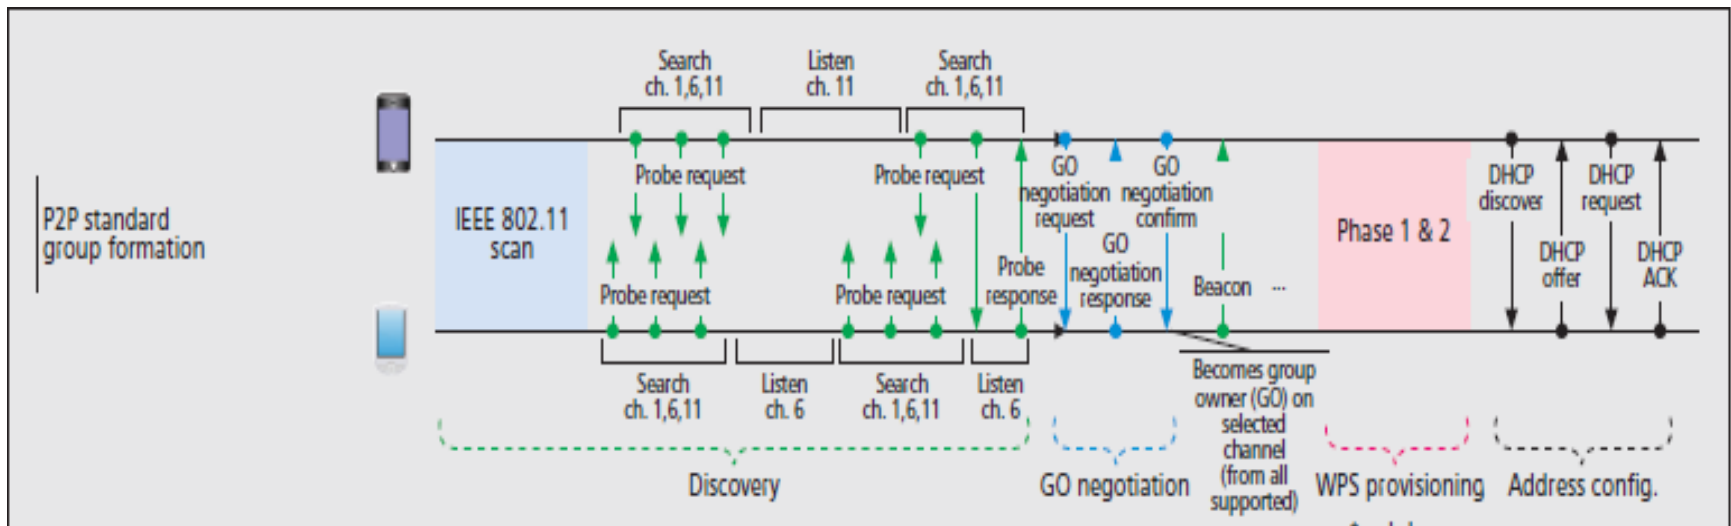 Search
ch. 1,6,11
Listen
ch. 11
Search
ch. 1,6,11
P2P standard
group formation
IEEE 802.11
scan
Probe request
Probe request
Probe request
Probe request
Probe
response
GO
negotiation
request
GO
negotiation
response
GO
negotiation
confirm
Beacon ...
Phase 1 & 2
DHCP
discover
DHCP
offer
DHCP
request
DHCP
ACK
Search
ch. 1,6,11
Listen
ch. 6
Search
ch. 1,6,11
Listen
ch. 6
Becomes group
owner (GO) on
selected
channel
(from all
supported)
Discovery
GO negotiation
WPS provisioning
Address config.